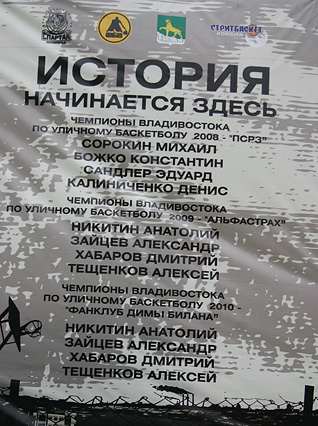 СПАРТАК
СТРИТБАСКЕТ
ИСТОРИЯ
НАЧИНАЕТСЯ ЗДЕСЬ
ЧЕМПИОНЫ ВЛАДИВОСТОКА
ПО УЛИЧНОМУ БАСКЕТБОЛУ 2008 - "ПСРЗ"
СОРОКИН МИХАИЛ
БОЖКО КОНСТАНТИН
САНДЛЕР ЭДУАРД
КАЛИНИЧЕНКО ДЕНИС
ЧЕМПИОНЫ ВЛАДИВОСТОКА
ПО УЛИЧНОМУ БАСКЕТБОЛУ 2009 - "АЛЬФАСТРАХ"
НИКИТИН АНАТОЛИЙ
ЗАЙЦЕВ АЛЕКСАНДР
ХАБАРОВ ДМИТРИЙ
ТЕЩЕНКОВ АЛЕКСЕЙ
ЧЕМПИОНЫ ВЛАДИВОСТОКА
ПО УЛИЧНОМУ БАСКЕТБОЛУ 2010 -
"ФАНКЛУБ ДИМЫ БИЛАНА"
НИКИТИН АНАТОЛИЙ
ЗАЙЦЕВ АЛЕКСАНДР
ХАБАРОВ ДМИТРИЙ
ТЕЩЕНКОВ АЛЕКСЕЙ